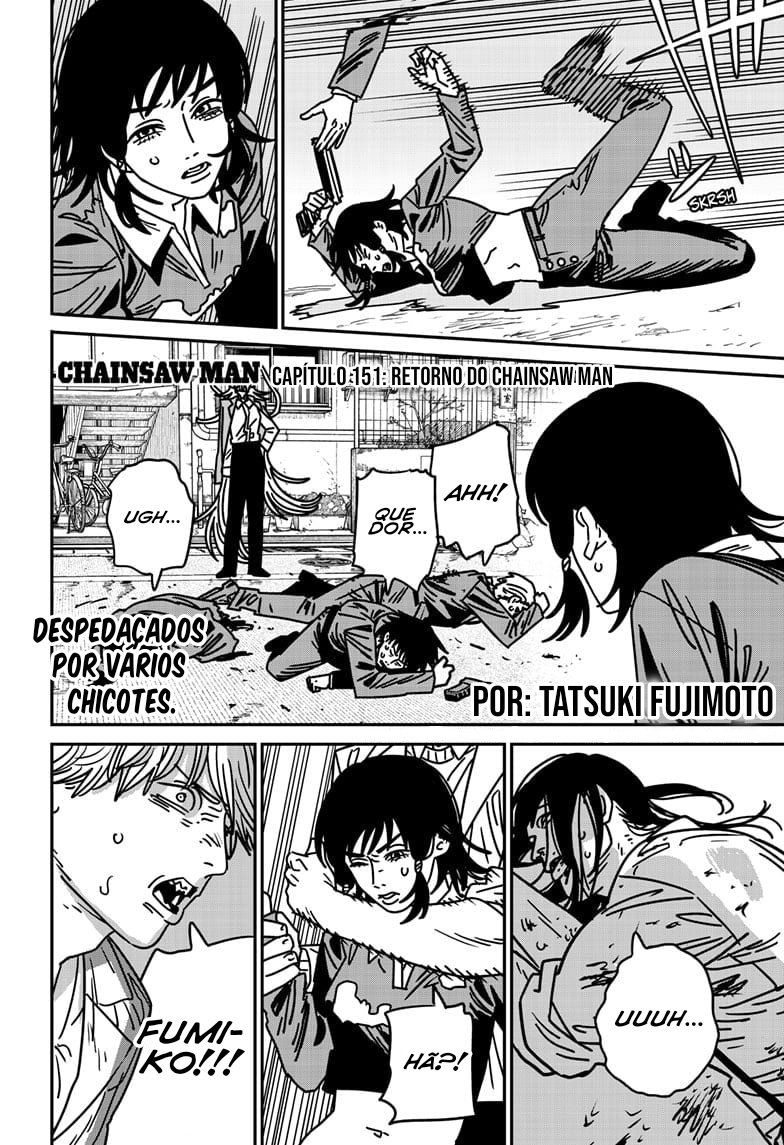 SKRSH
CHAINSAW MAN
CAPÍTULO 151: RETORNO DO CHAINSAW MAN
AHH!
QUE
DOR...
UGH...
DESPEDAÇADOS
POR VÁRIOS
CHICOTES.
POR: TATSUKI FUJIMOTO
UUUH...
HÃ?!
FUMI-
KO!!!